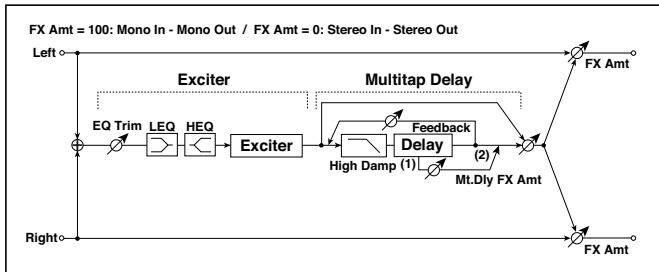 FX Amt = 100: Mono In - Mono Out / FX Amt = 0: Stereo In - Stereo Out
Left
FX Amt
Exciter
Multitap Delay
EQ Trim
LEQ
HEQ
Exciter
Feedback
High Damp
Delay
(1)
(2)
Mt.Dly FX Amt
Right
FX Amt